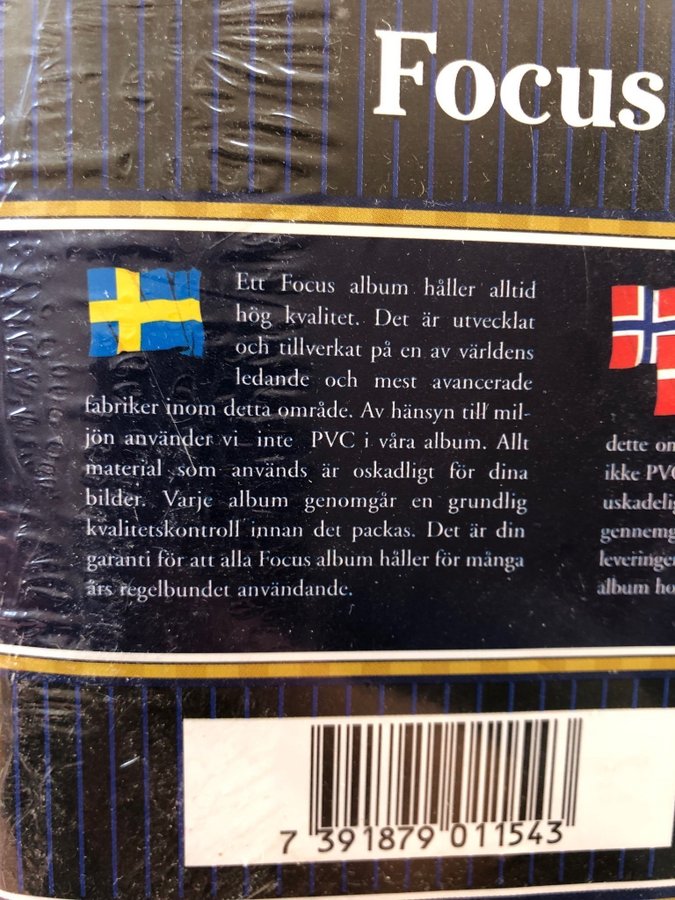 Focus
Ett Focus album håller alltid
hög kvalitet. Det är utvecklat
och tillverkat på en av världens
ledande och mest avancerade
fabriker inom detta område. Av hänsyn till mil-
jön använder vi inte PVC i våra album. Allt
material som används är oskadligt för dina
bilder. Varje album genomgår en grundlig
kvalitetskontroll innan det packas. Det är din
garanti för att alla Focus album håller för många
års regelbundet användande.
dette om
ikke PVC
uskadelig
gennemg
leveringen
album ho
7 391879 011543